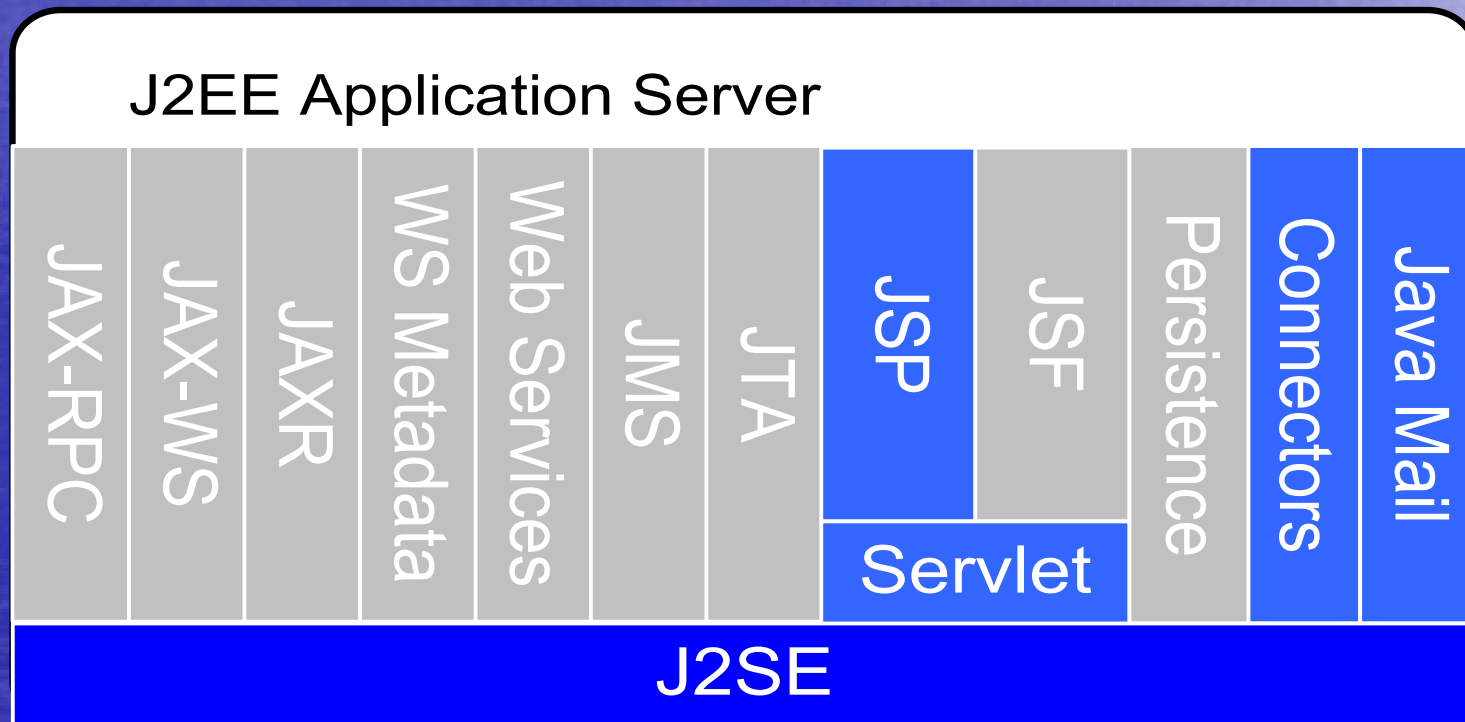 J2EE Application Server
JAX-RPC
JAX-WS
JAXR
WS Metadata
Web Services
JMS
JTA
JSP
JSF
Persistence
Connectors
Java Mail
Servlet
J2SE